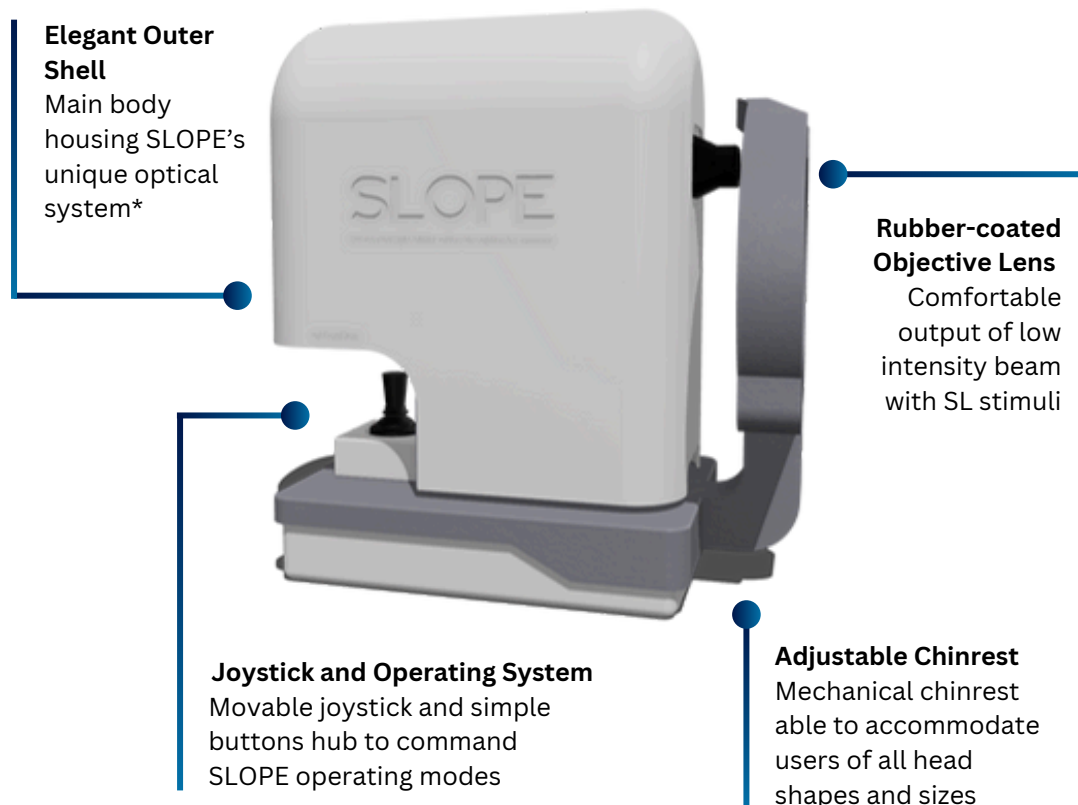 Elegant Outer
Shell
Main body
housing SLOPE’s
unique optical
system*
SLOPE
Rubber-coated
Objective Lens
Comfortable
output of low
intensity beam
with SL stimuli
Joystick and Operating System
Movable joystick and simple
buttons hub to command
SLOPE operating modes
Adjustable Chinrest
Mechanical chinrest
able to accommodate
users of all head
shapes and sizes